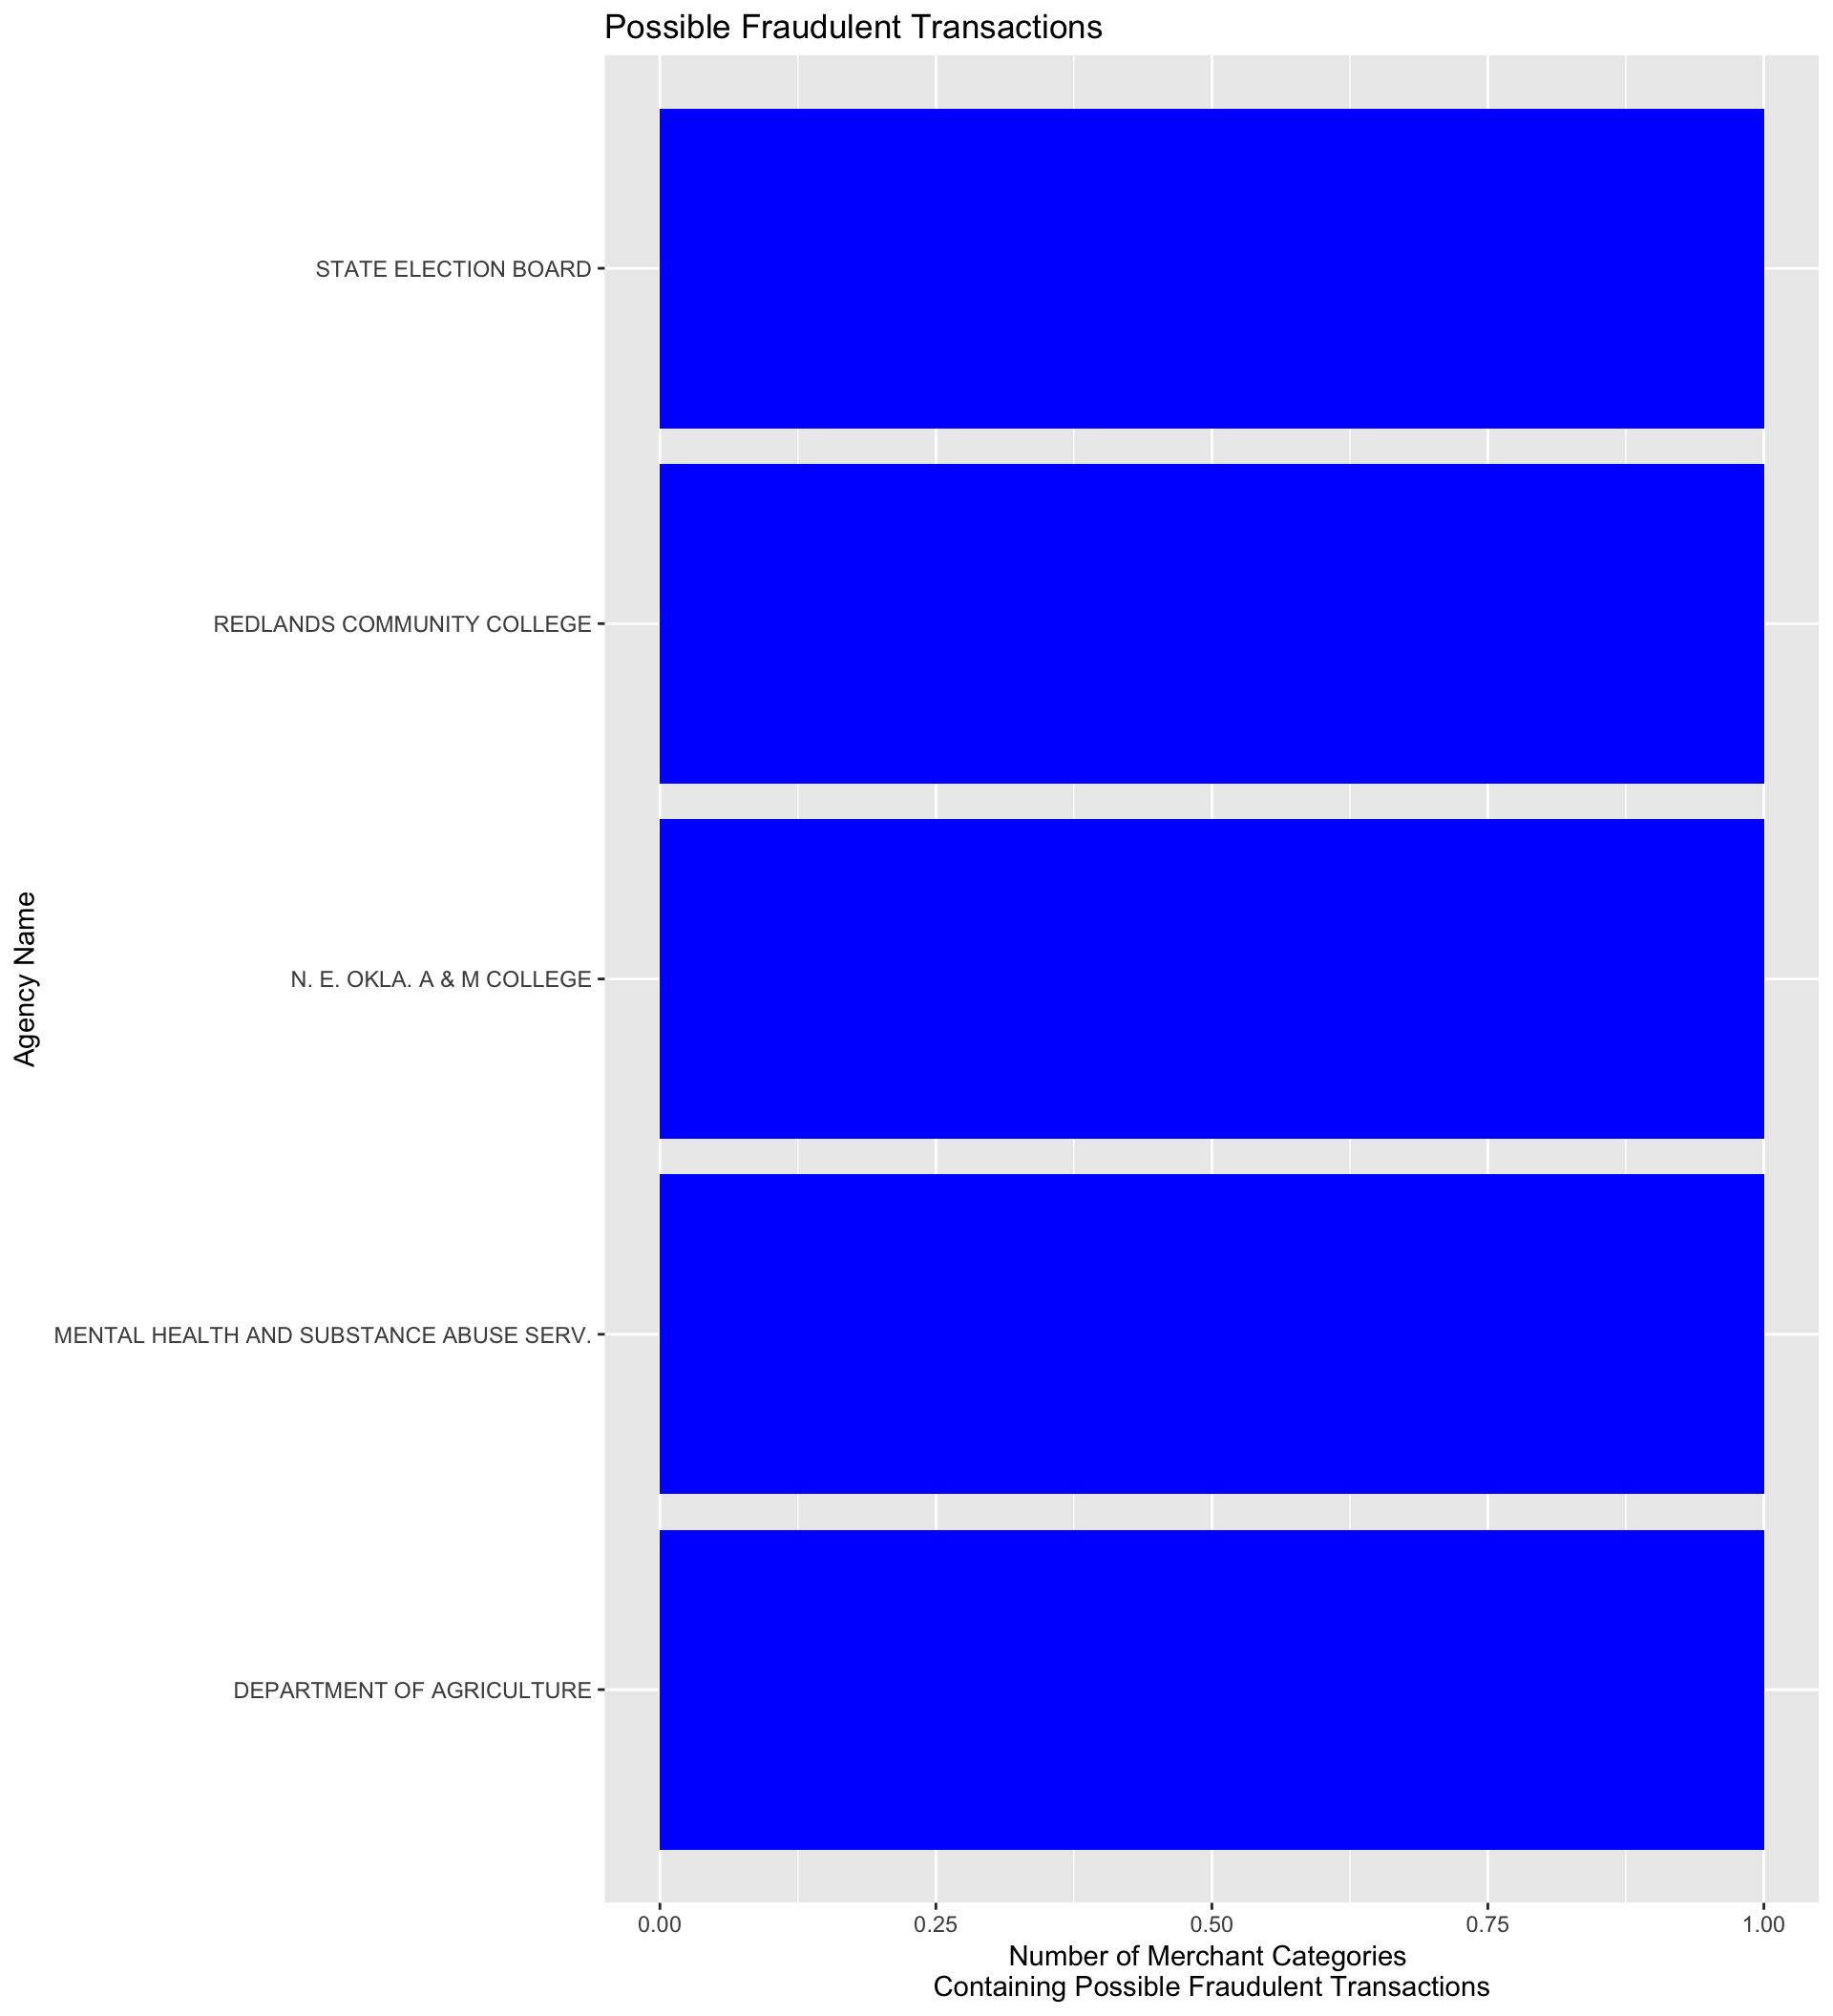 Possible Fraudulent Transactions
Agency Name
STATE ELECTION BOARD
REDLANDS COMMUNITY COLLEGE
N. E. OKLA. A & M COLLEGE
MENTAL HEALTH AND SUBSTANCE ABUSE SERV.
DEPARTMENT OF AGRICULTURE
0.00 0.25 0.50 0.75 1.00
Number of Merchant Categories
Containing Possible Fraudulent Transactions